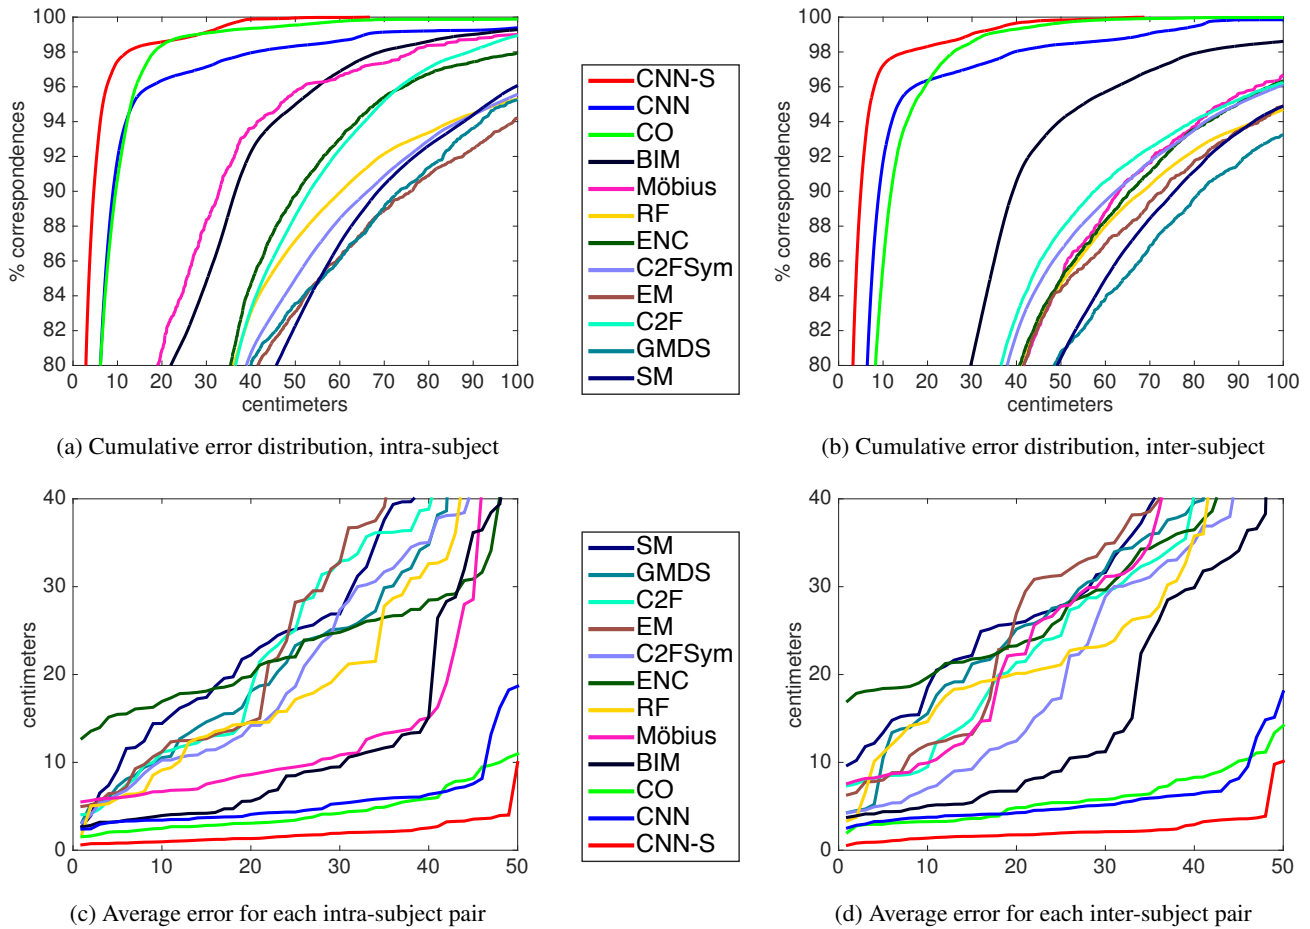 % correspondences
100
98
96
94
92
90
88
86
84
82
80
0 10 20 30 40 50 60 70 80 90 100
centimeters
(a) Cumulative error distribution, intra-subject
CNN-S
CNN
CO
BIM
Möbius
RF
ENC
C2FSym
EM
C2F
GMDS
SM
% correspondences
100
98
96
94
92
90
88
86
84
82
80
0 10 20 30 40 50 60 70 80 90 100
centimeters
(b) Cumulative error distribution, inter-subject
centimeters
40
30
20
10
0
0 10 20 30 40 50
(c) Average error for each intra-subject pair
SM
GMDS
C2F
EM
C2FSym
ENC
RF
Möbius
BIM
CO
CNN
CNN-S
centimeters
40
30
20
10
0
0 10 20 30 40 50
(d) Average error for each inter-subject pair